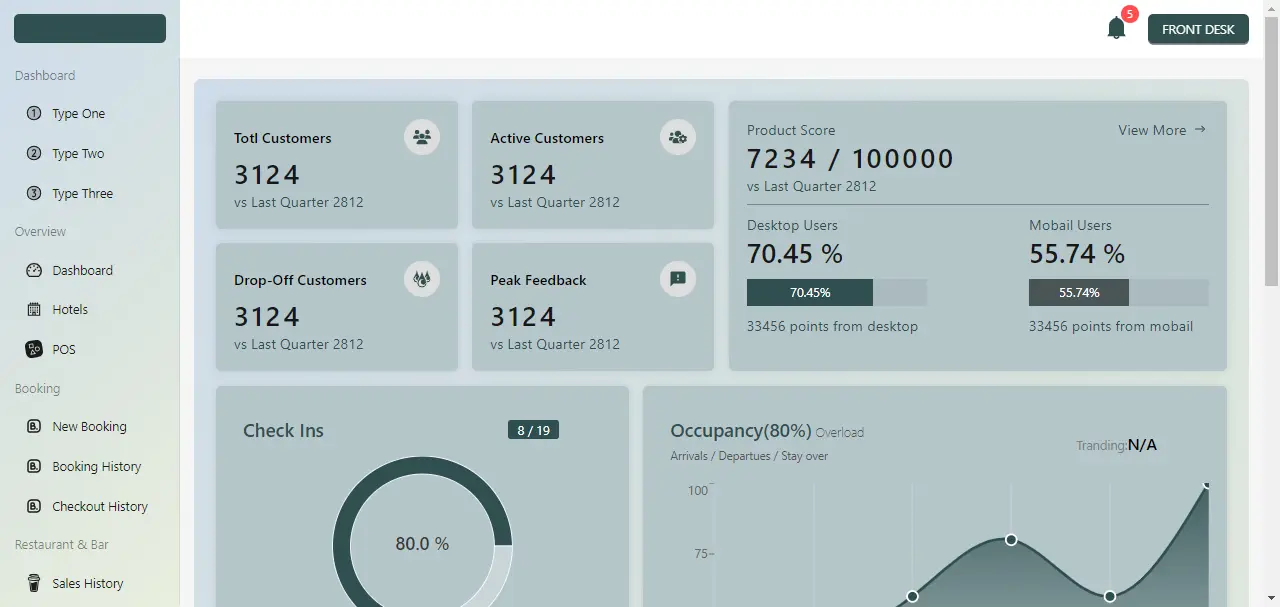 5
FRONT DESK
Dashboard
1 Type One
2 Type Two
3 Type Three
Overview
Dashboard
Hotels
POS
Booking
B. New Booking
B. Booking History
B. Checkout History
Restaurant & Bar
Sales History
Totl Customers
3124
vs Last Quarter 2812
Active Customers
3124
vs Last Quarter 2812
Product Score
View More →
7234 / 100000
vs Last Quarter 2812
Desktop Users
70.45 %
70.45%
33456 points from desktop
Mobail Users
55.74 %
55.74%
33456 points from mobail
Drop-Off Customers
3124
vs Last Quarter 2812
Peak Feedback
3124
vs Last Quarter 2812
Check Ins
8 / 19
80.0 %
Occupancy(80%) Overload
Arrivals / Departues / Stay over
Tranding:N/A
100
75